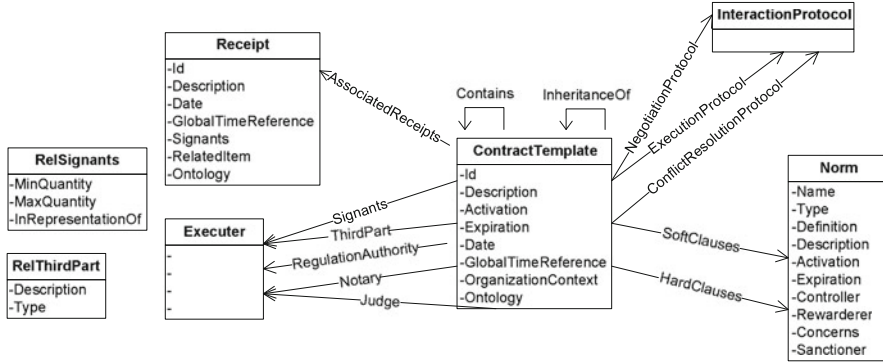 InteractionProtocol
Receipt
-Id
-Description
-Date
-GlobalTimeReference
-Signants
-RelatedItem
-Ontology
AssociatedReceipts
Contains
InheritanceOf
NegotiationProtocol
ExecutionProtocol
ConflictResolutionProtocol
RelSignants
-MinQuantity
-MaxQuantity
-InRepresentationOf
ContractTemplate
-Id
-Description
-Activation
-Expiration
-Date
-GlobalTimeReference
-OrganizationContext
-Ontology
Norm
-Name
-Type
-Definition
-Description
-Activation
-Expiration
-Controller
-Rewarderer
-Concerns
-Sanctioner
Executer
-
-
-
-
Signants
ThirdPart
RegulationAuthority
Notary
Judge
SoftClauses
HardClauses
RelThirdPart
-Description
-Type